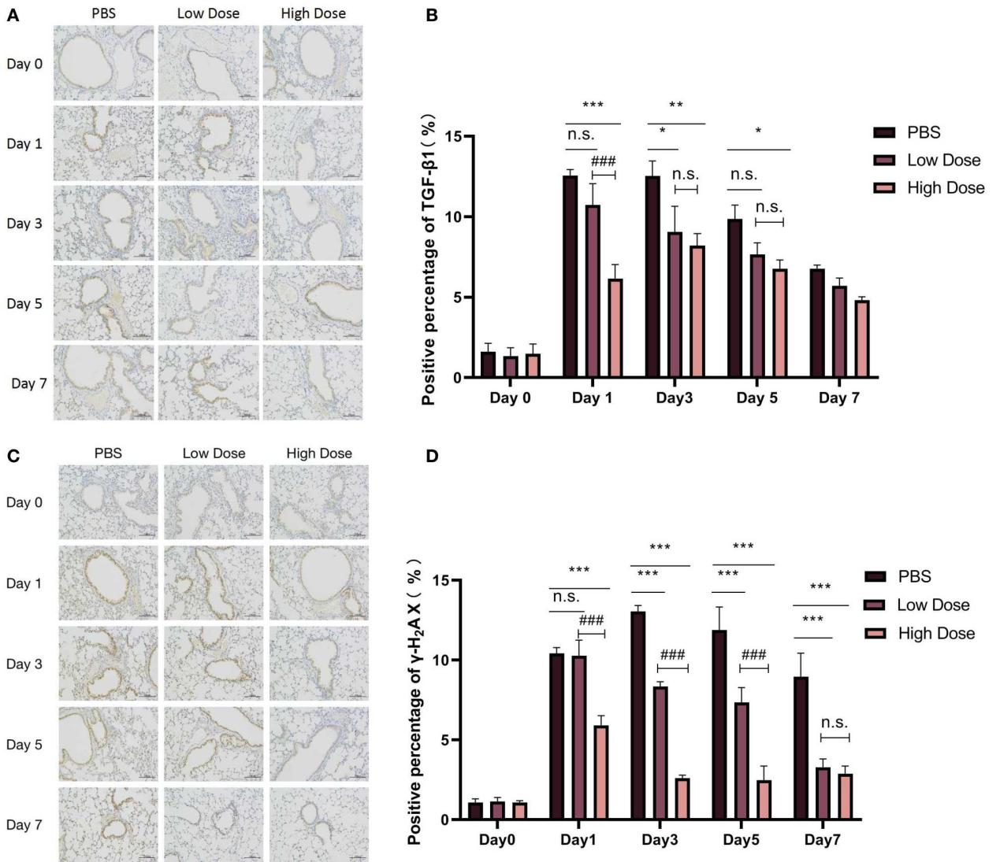 A
PBS Low Dose High Dose
Day 0
Day 1
Day 3
Day 5
Day 7
B
Positive percentage of TGF-β1( %)
15
10
5
0
***
n.s.
###
**
*
n.s.
*
n.s.
n.s.
Day 0 Day 1 Day3 Day 5 Day 7
PBS
Low Dose
High Dose
C
PBS Low Dose High Dose
Day 0
Day 1
Day 3
Day 5
Day 7
D
Positive percentage of γ-H₂AX( %)
15
10
5
0
***
n.s.
###
***
***
###
***
***
###
***
***
n.s.
Day0 Day1 Day3 Day5 Day7
PBS
Low Dose
High Dose